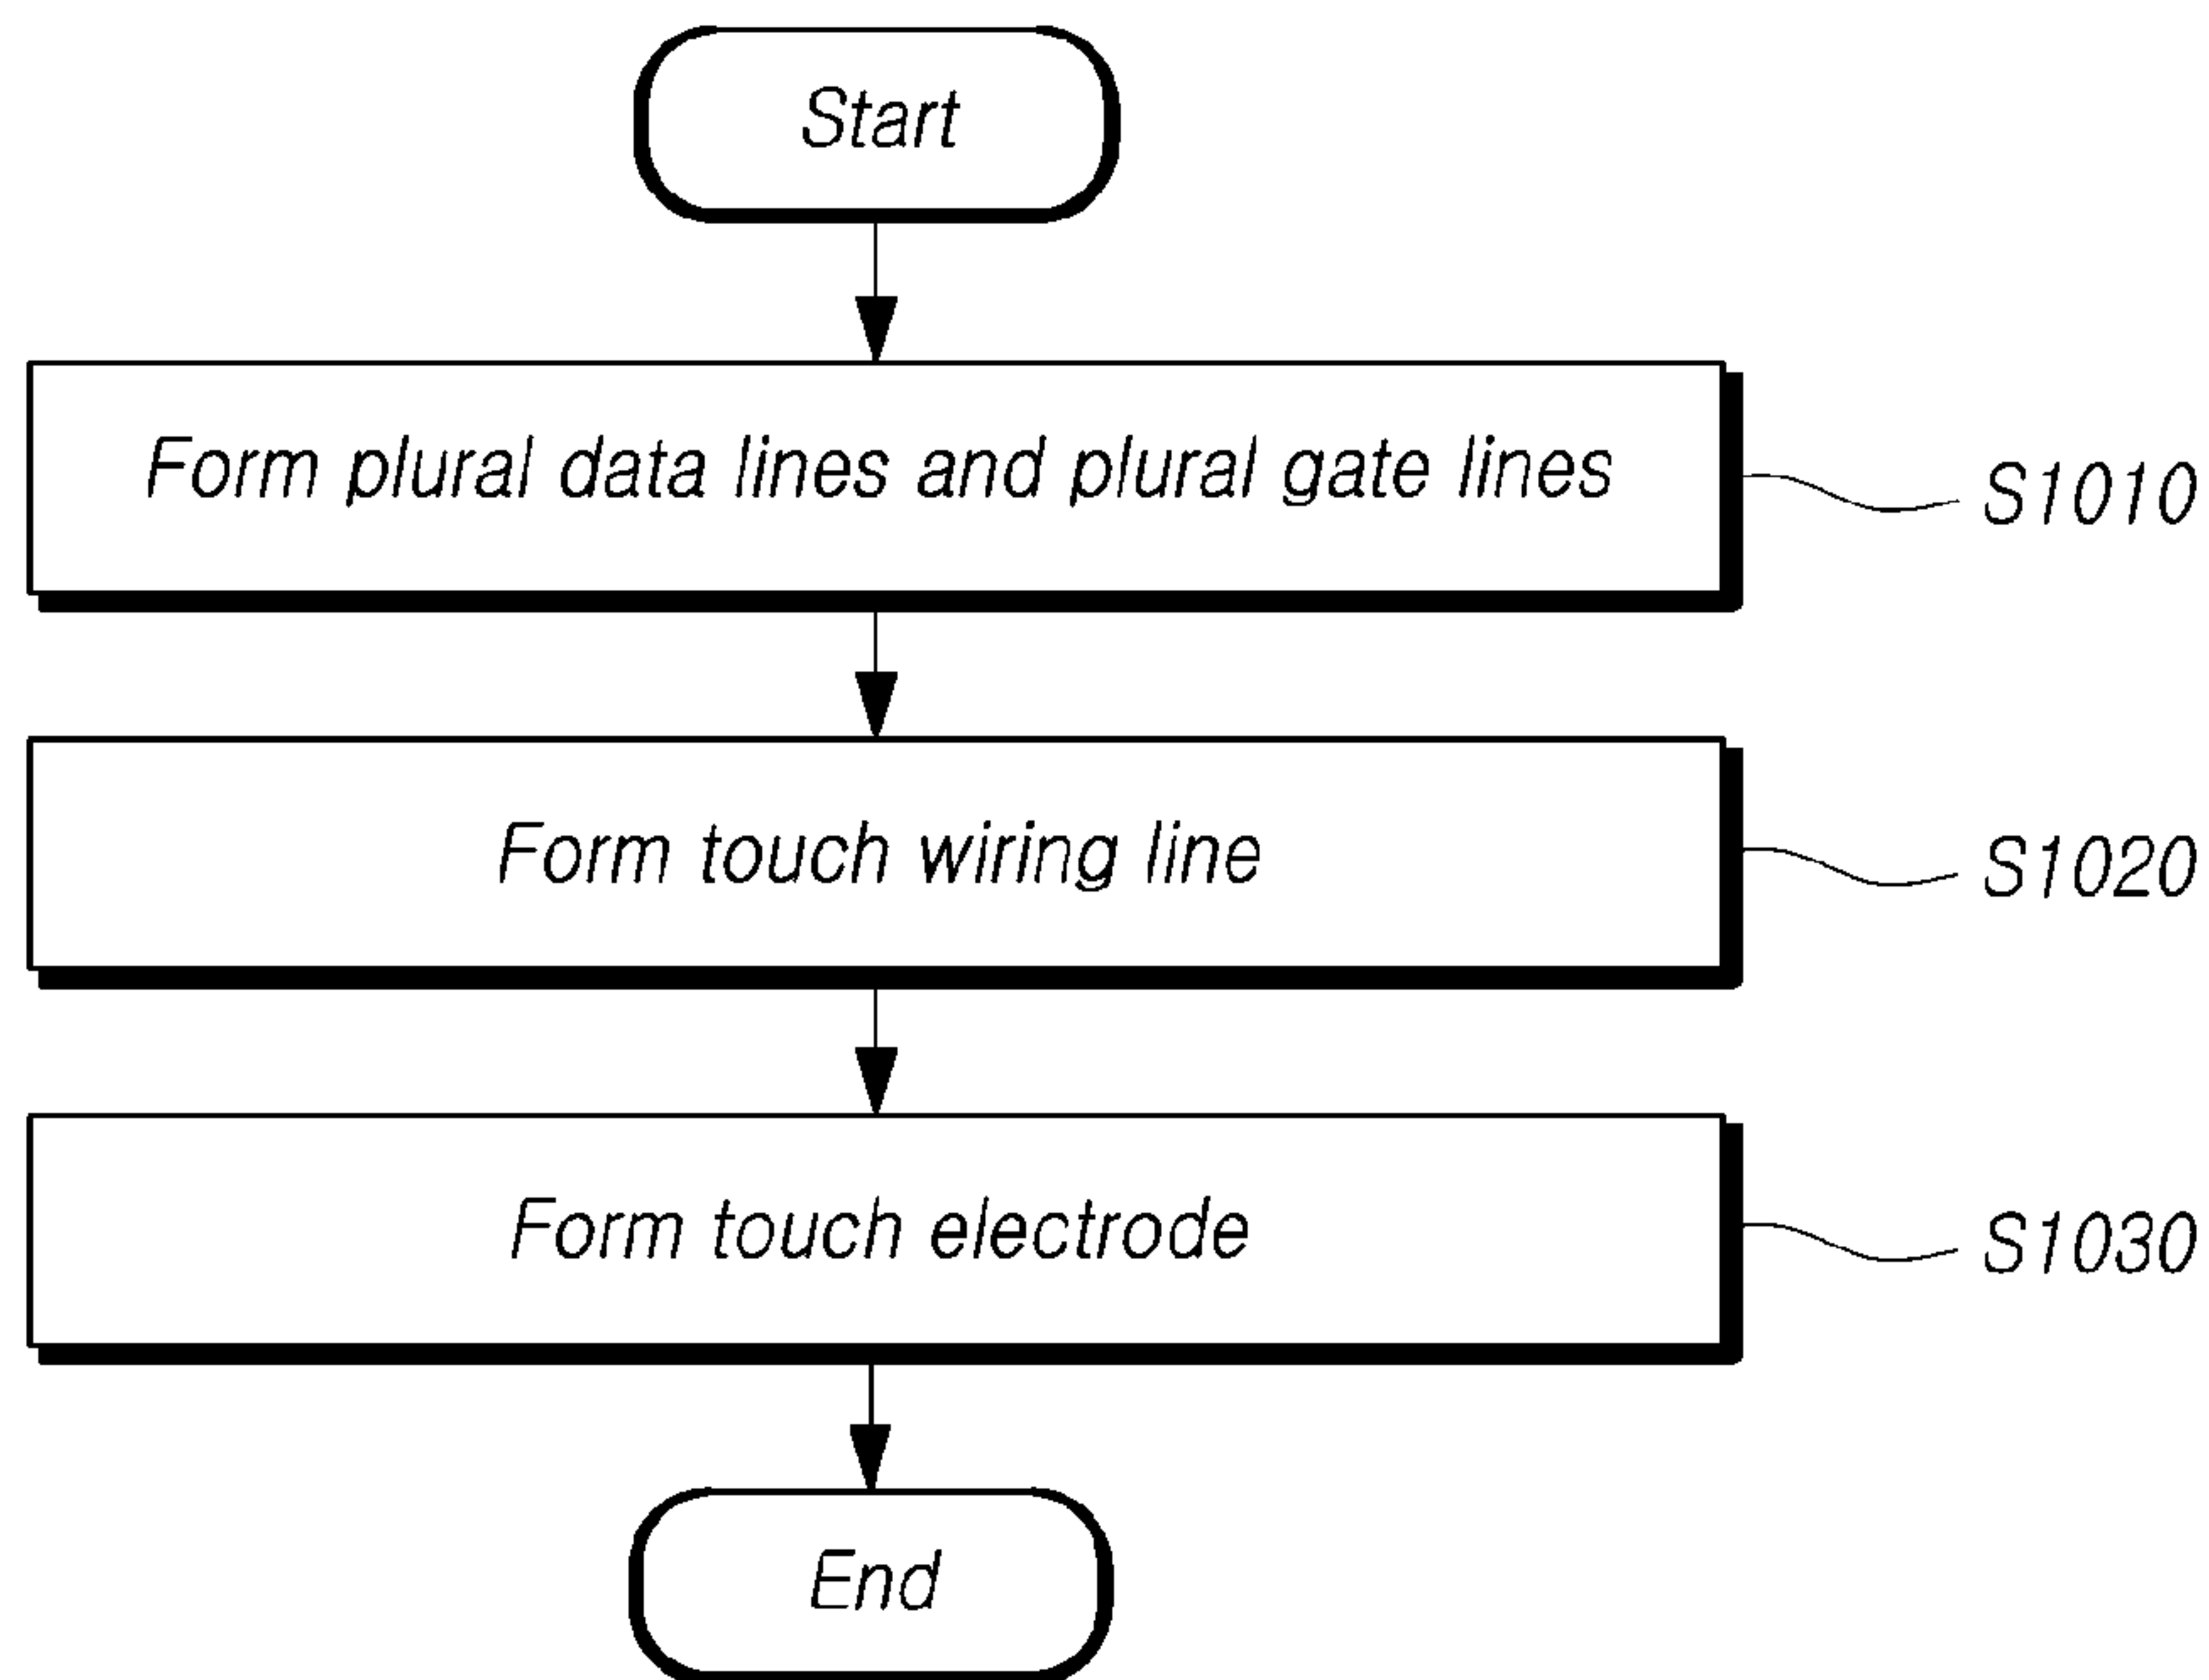 Start
Form plural data lines and plural gate lines
S1010
Form touch wiring line
S1020
Form touch electrode
S1030
End